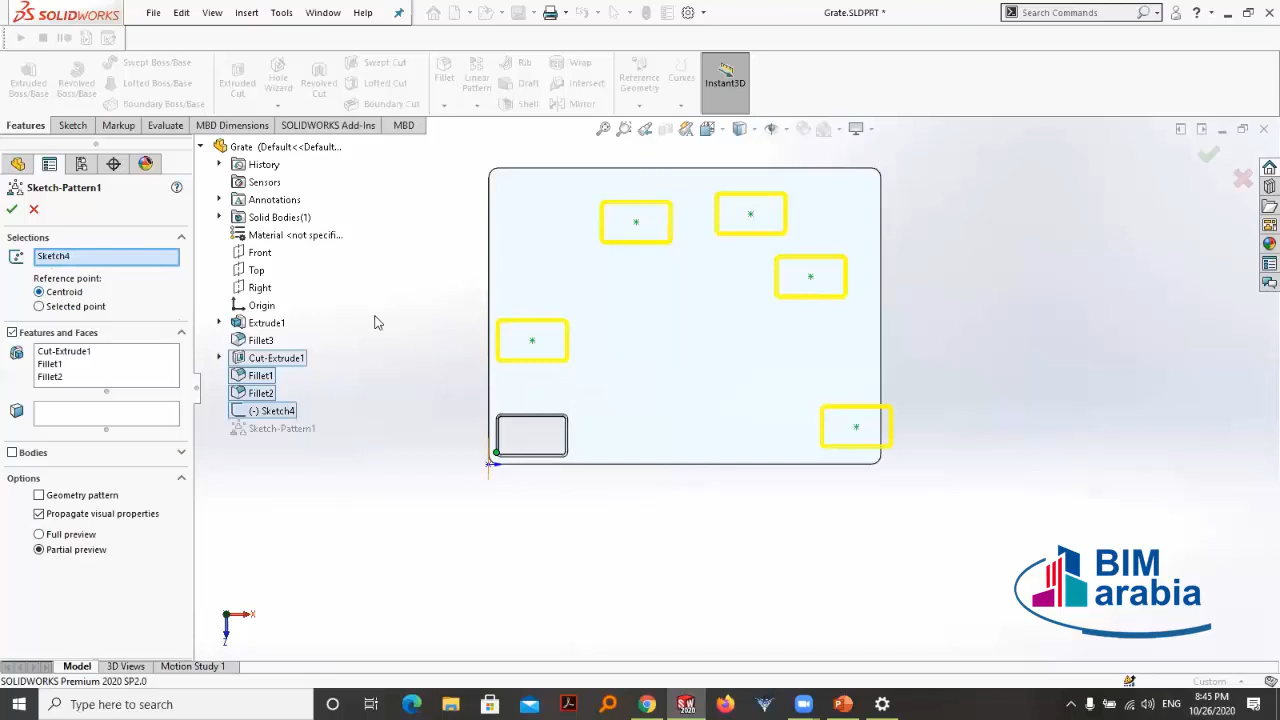 SOLIDWORKS File Edit View Insert Tools Window Help Grate.SLDPRT * Search Commands
Extruded Boss/Base
Revolved Boss/Base
Swept Boss/Base
Lofted Boss/Base
Boundary Boss/Base
Extruded Cut
Hole Wizard
Revolved Cut
Swept Cut
Lofted Cut
Boundary Cut
Fillet
Linear Pattern
Rib
Draft
Shell
Wrap
Intersect
Mirror
Reference Geometry
Curves
Instant3D
Features Sketch Markup Evaluate MBD Dimensions SOLIDWORKS Add-Ins MBD
Sketch-Pattern1
Selections
Sketch4
Reference point:
Centroid
Selected point
Features and Faces
Cut-Extrude1
Fillet1
Fillet2
Bodies
Options
Geometry pattern
Propagate visual properties
Full preview
Partial preview
Grate (Default<<Default...
History
Sensors
Annotations
Solid Bodies(1)
Material <not specifi...
Front
Top
Right
Origin
Extrude1
Fillet3
Cut-Extrude1
Fillet1
Fillet2
(-) Sketch4
Sketch-Pattern1
X
Z
BIM
arabia
Model 3D Views Motion Study 1
SOLIDWORKS Premium 2020 SP2.0 Custom
Type here to search
SW
2020
ENG
8:45 PM
10/26/2020